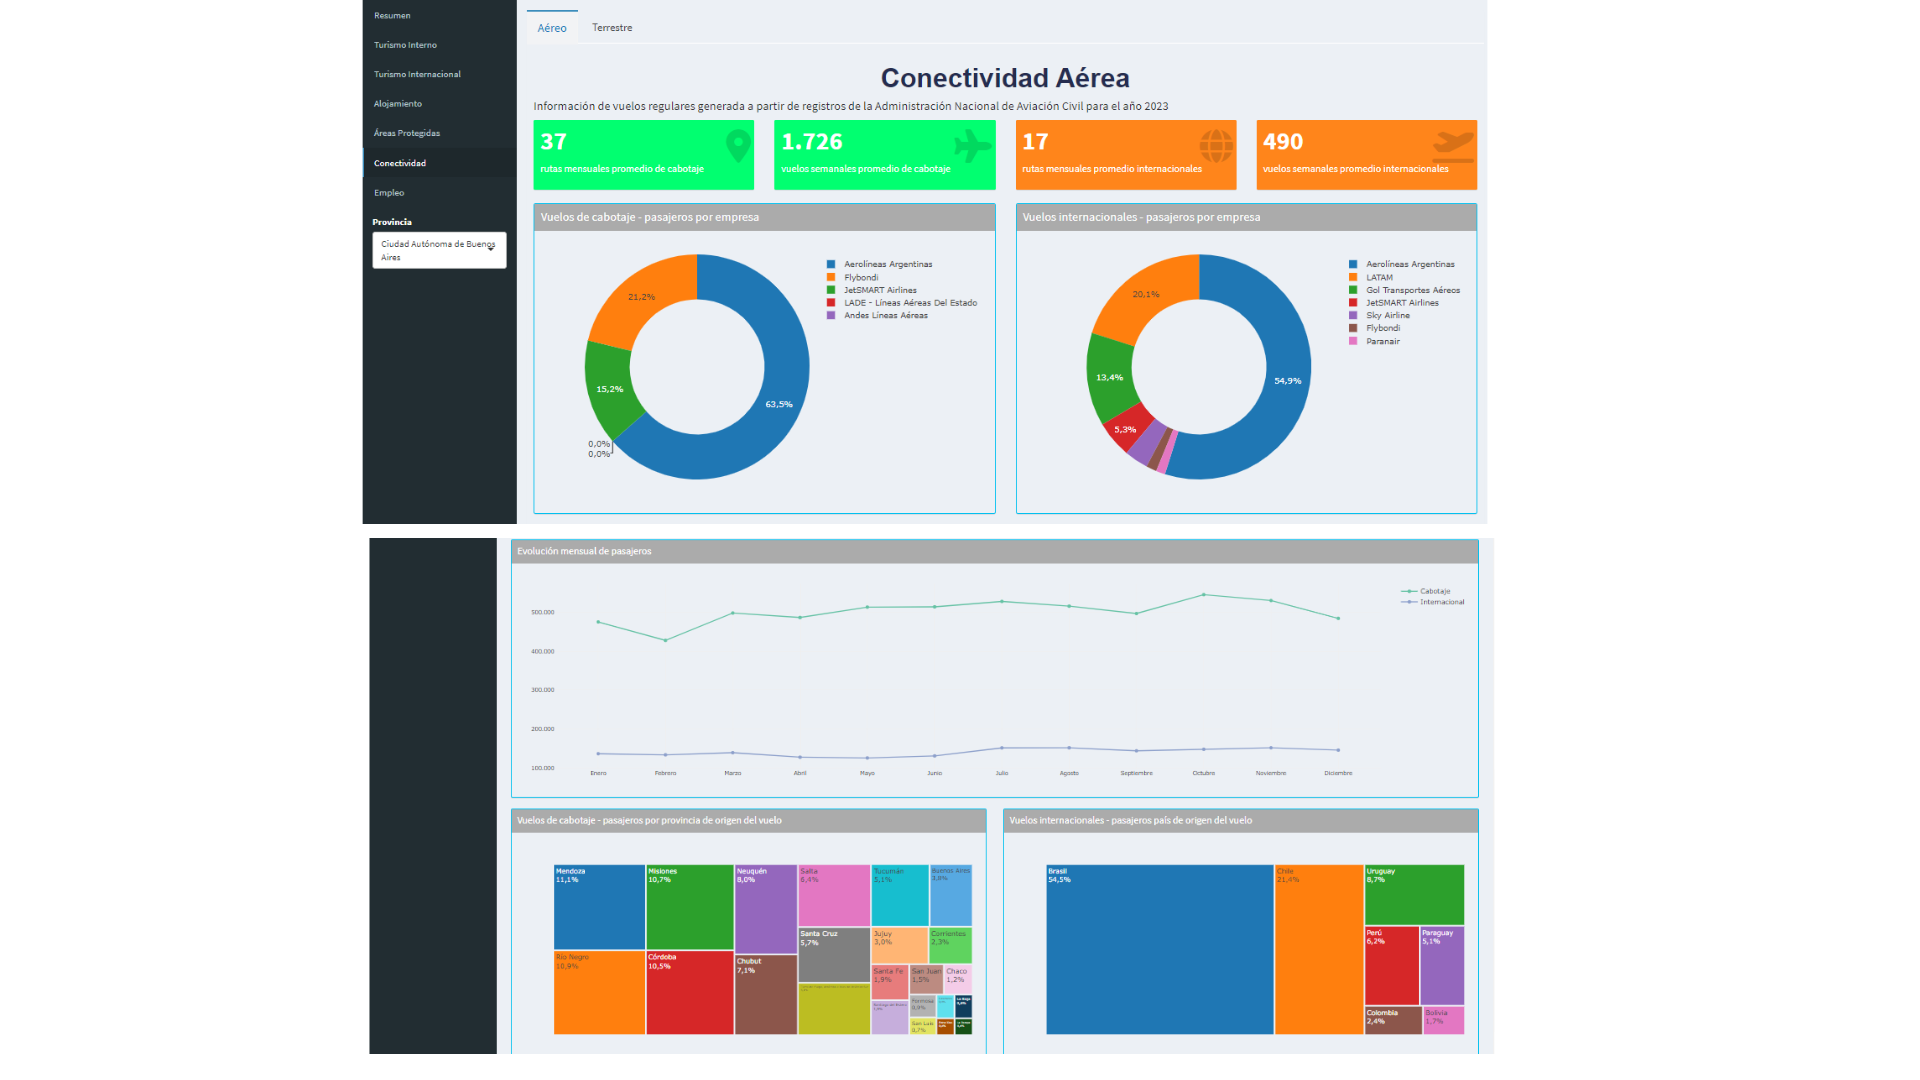 Resumen
Turismo Interno
Turismo Internacional
Alojamiento
Áreas Protegidas
Conectividad
Empleo
Provincia
Ciudad Autónoma de Buenos
Aires
Aéreo
Terrestre
Conectividad Aérea
Información de vuelos regulares generada a partir de registros de la Administración Nacional de Aviación Civil para el año 2023
37
rutas mensuales promedio de cabotaje
1.726
vuelos semanales promedio de cabotaje
17
rutas mensuales promedio internacionales
490
vuelos semanales promedio internacionales
Vuelos de cabotaje - pasajeros por empresa
21,2%
15,2%
63,5%
0,0%
0,0%
Aerolíneas Argentinas
Flybondi
JetSMART Airlines
LADE - Líneas Aéreas Del Estado
Andes Líneas Aéreas
Vuelos internacionales - pasajeros por empresa
20,1%
13,4%
5,3%
54,9%
Aerolíneas Argentinas
LATAM
Gol Transportes Aéreos
JetSMART Airlines
Sky Airline
Flybondi
Paranair
Evolución mensual de pasajeros
500.000
400.000
300.000
200.000
100.000
Enero
Febrero
Marzo
Abril
Mayo
Junio
Julio
Agosto
Septiembre
Octubre
Noviembre
Diciembre
Cabotaje
Internacional
Vuelos de cabotaje - pasajeros por provincia de origen del vuelo
Mendoza
11,1%
Misiones
10,7%
Neuquén
8,0%
Salta
6,4%
Tucumán
5,1%
Buenos Aires
Río Negro
10,9%
Córdoba
10,5%
Chubut
7,1%
Santa Cruz
5,7%
Jujuy
3,0%
Corrientes
2,3%
Santa Fe
1,9%
San Juan
1,5%
Chaco
1,2%
Formosa
San Luis
0,7%
Vuelos internacionales - pasajeros país de origen del vuelo
Brasil
54,5%
Chile
21,4%
Uruguay
8,7%
Perú
6,2%
Paraguay
5,1%
Colombia
2,4%
Bolivia
1,7%